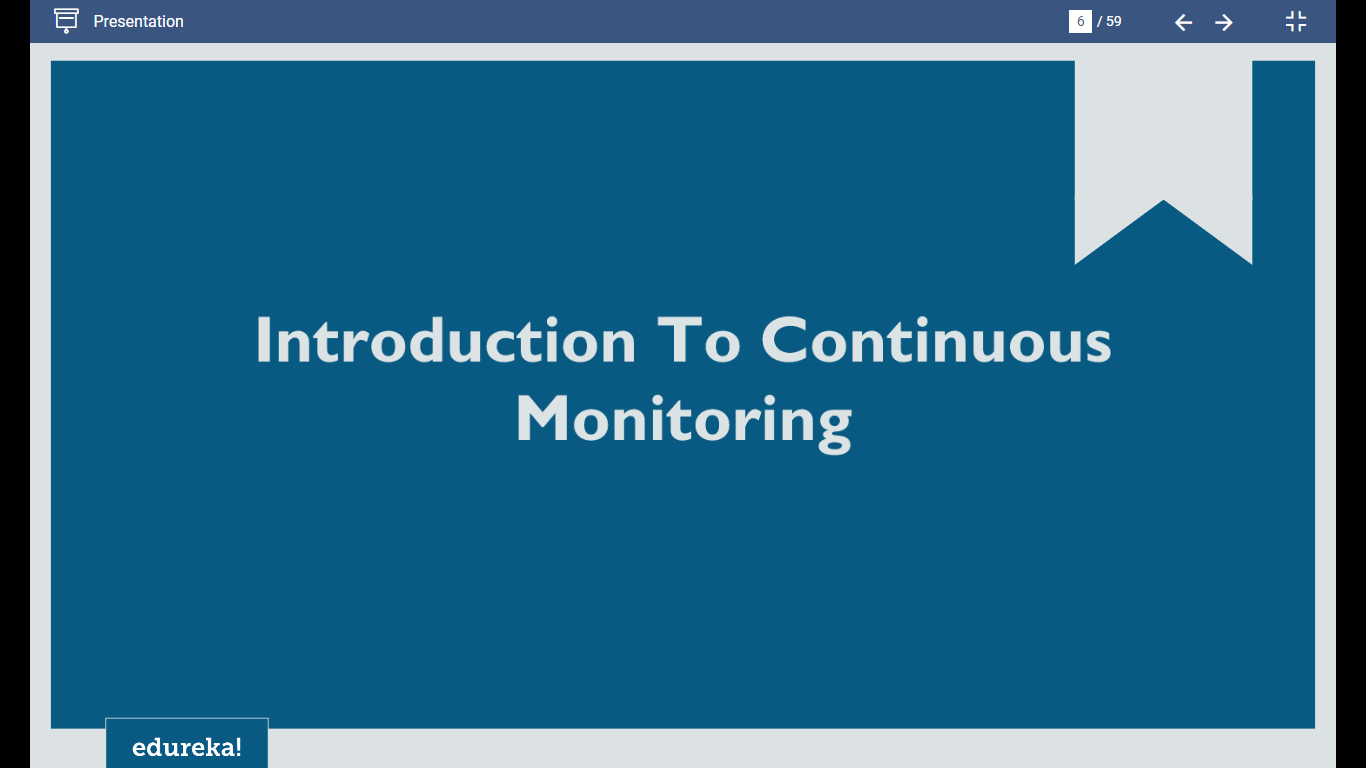 Presentation
6 / 59
Introduction To Continuous
Monitoring
edureka!